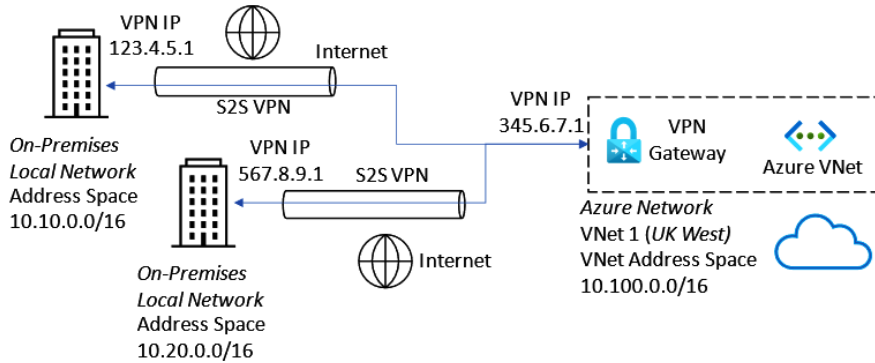 VPN IP
123.4.5.1
Internet
S2S VPN
On-Premises
Local Network
Address Space
10.10.0.0/16
VPN IP
567.8.9.1
S2S VPN
Internet
On-Premises
Local Network
Address Space
10.20.0.0/16
VPN IP
345.6.7.1
VPN
Gateway
Azure VNet
Azure Network
VNet 1 (UK West)
VNet Address Space
10.100.0.0/16